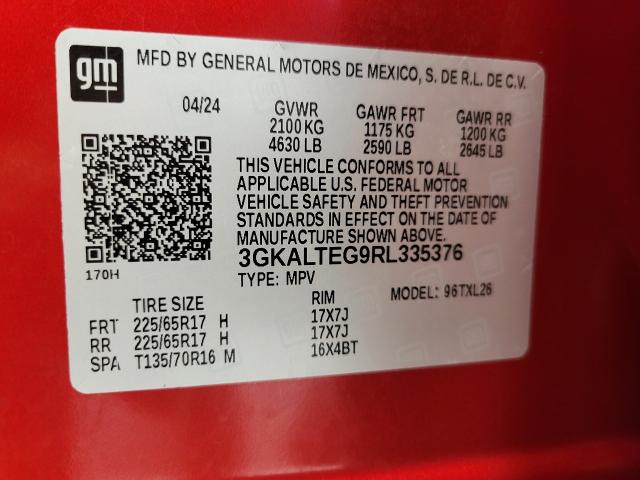 gm
MFD BY GENERAL MOTORS DE MEXICO, S. DE R.L. DE C.V.
04/24 GVWR GAWR FRT GAWR RR
2100 KG 1175 KG 1200 KG
4630 LB 2590 LB 2645 LB
THIS VEHICLE CONFORMS TO ALL
APPLICABLE U.S. FEDERAL MOTOR
VEHICLE SAFETY AND THEFT PREVENTION
STANDARDS IN EFFECT ON THE DATE OF
MANUFACTURE SHOWN ABOVE.
170H
3GKALTEG9RL335376
TYPE: MPV MODEL: 96TXL26
TIRE SIZE RIM
FRT 225/65R17 H 17X7J
RR 225/65R17 H 17X7J
SPA T135/70R16 M 16X4BT